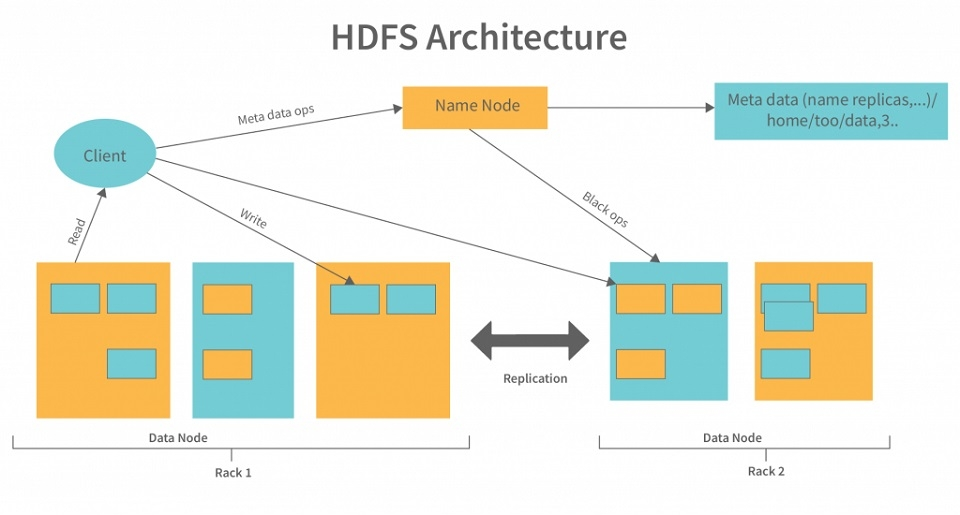 HDFS Architecture
Name Node
Meta data (name replicas,...)/
home/too/data,3..
Meta data ops
Client
Black ops
Write
Read
Replication
Data Node
Data Node
Rack 1
Rack 2